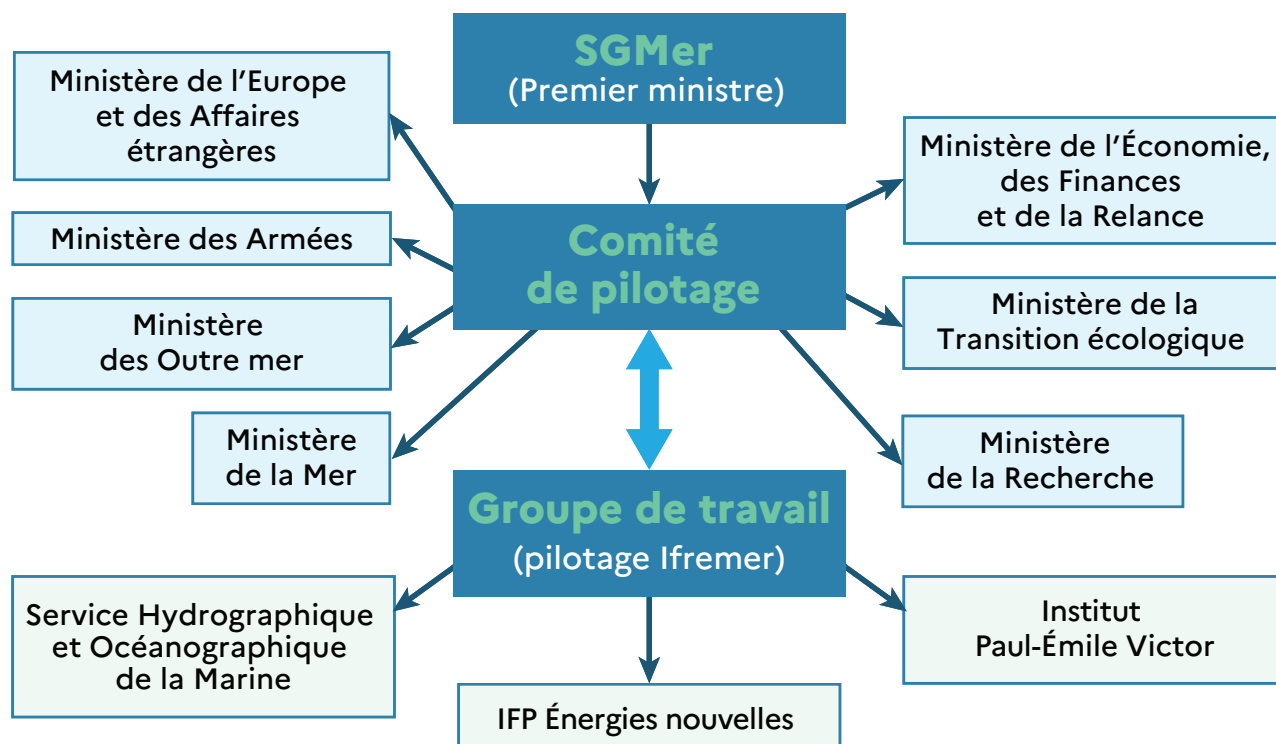 SGMer
(Premier ministre)
Ministère de l'Europe
et des Affaires
étrangères
Ministère de l'Économie,
des Finances
et de la Relance
Ministère des Armées
Comité
de pilotage
Ministère
des Outre mer
Ministère de la
Transition écologique
Ministère
de la Mer
Ministère
de la Recherche
Groupe de travail
(pilotage Ifremer)
Service Hydrographique
et Océanographique
de la Marine
Institut
Paul-Émile Victor
IFP Énergies nouvelles